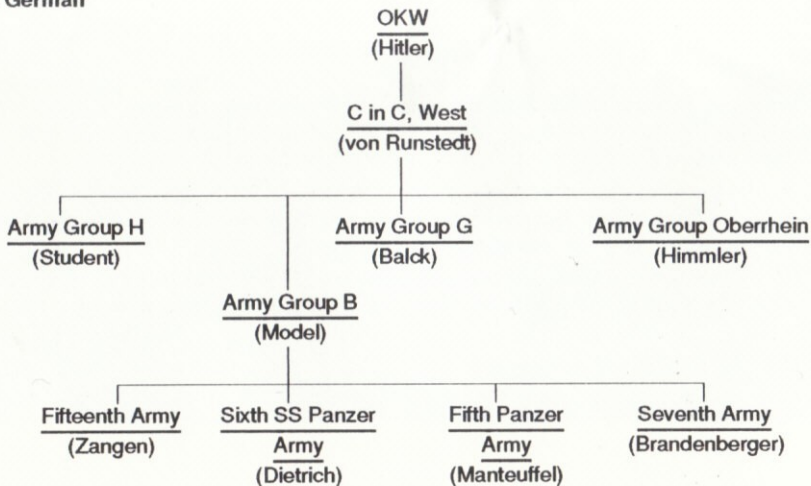 German
OKW
(Hitler)
C in C, West
(von Runstedt)
Army Group H
(Student)
Army Group G
(Balck)
Army Group Oberrhein
(Himmler)
Army Group B
(Model)
Fifteenth Army
(Zangen)
Sixth SS Panzer
Army
(Dietrich)
Fifth Panzer
Army
(Manteuffel)
Seventh Army
(Brandenberger)